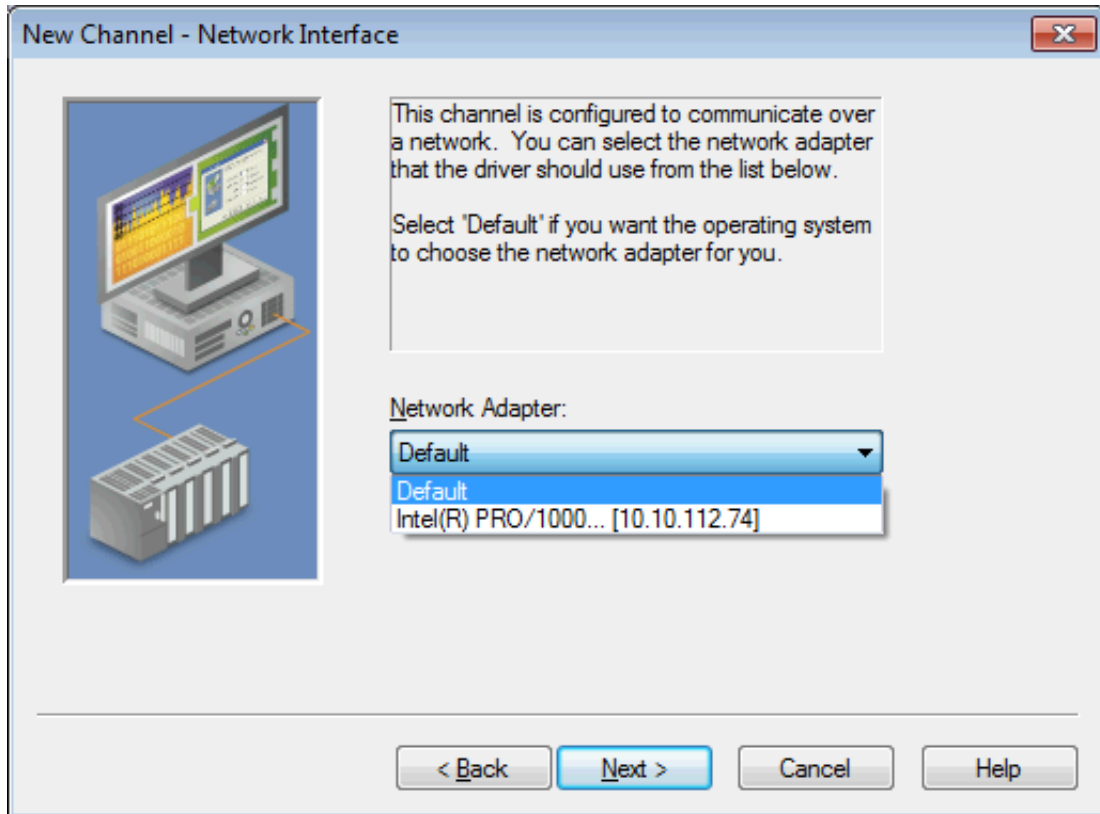 New Channel - Network Interface
This channel is configured to communicate over
a network.  You can select the network adapter
that the driver should use from the list below.
Select 'Default' if you want the operating system
to choose the network adapter for you.
Network Adapter:
Default
Default
Intel(R) PRO/1000... [10.10.112.74]
< Back
Next >
Cancel
Help